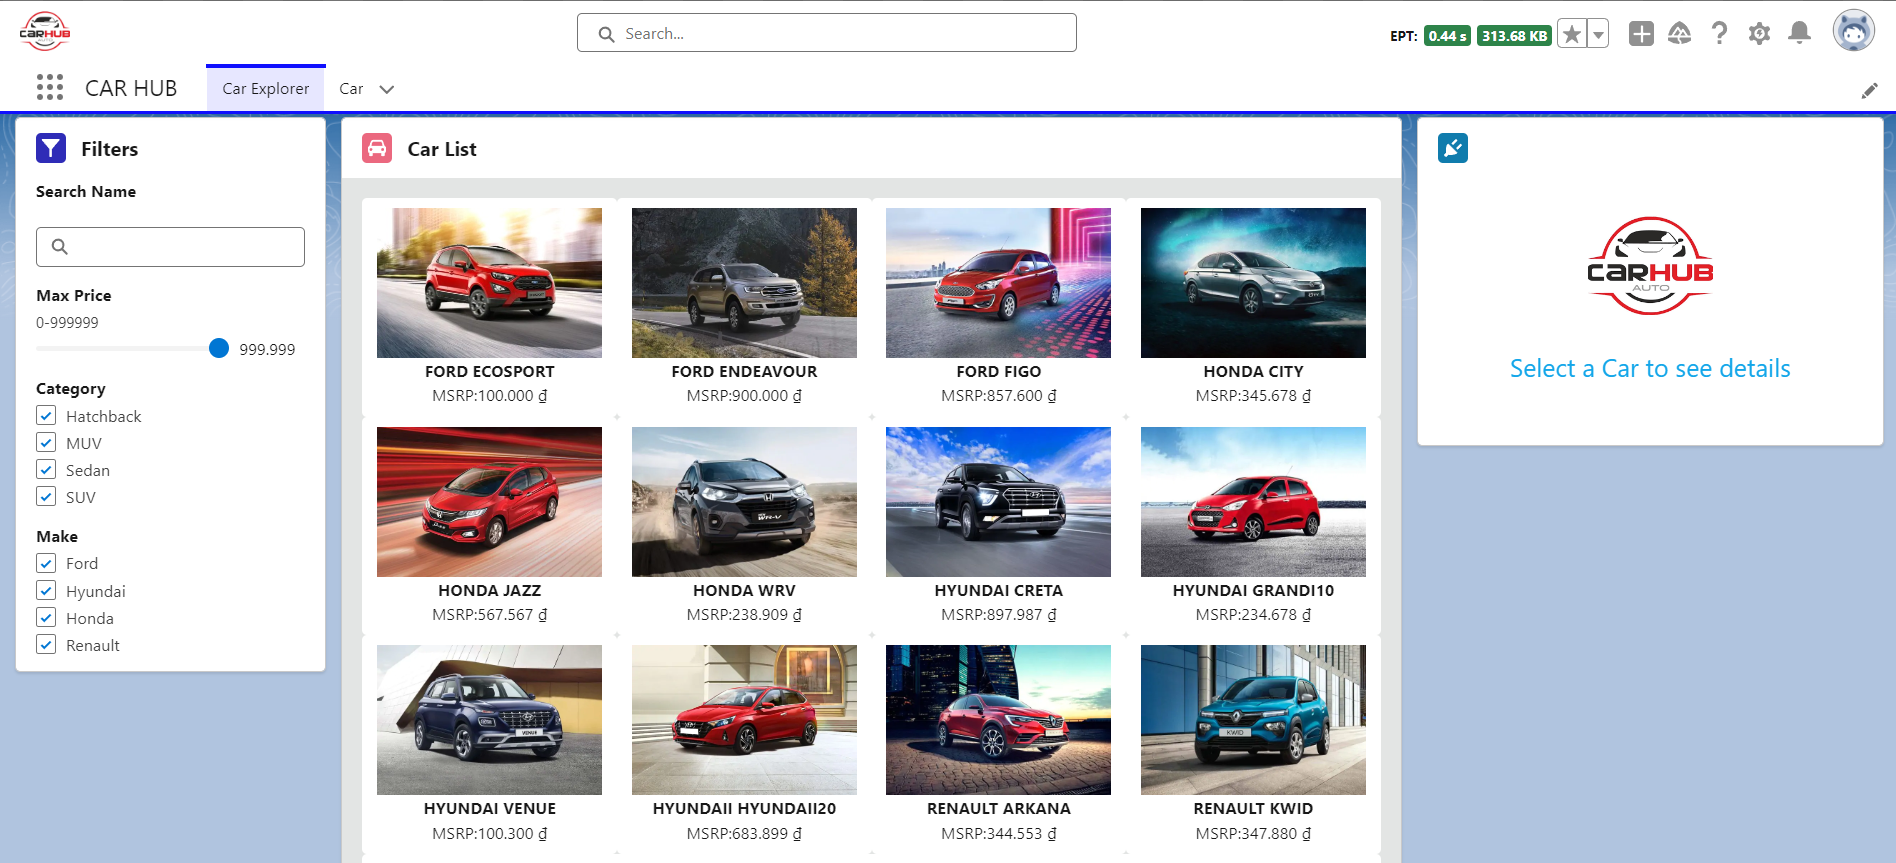 CARHUB
Search...
EPT: 0.44 s 313.68 KB
CAR HUB
Car Explorer
Car
Filters
Search Name
Max Price
0-999999
999.999
Category
Hatchback
MUV
Sedan
SUV
Make
Ford
Hyundai
Honda
Renault
Car List
FORD ECOSPORT
MSRP:100.000 ₫
FORD ENDEAVOUR
MSRP:900.000 ₫
FORD FIGO
MSRP:857.600 ₫
HONDA CITY
MSRP:345.678 ₫
HONDA JAZZ
MSRP:567.567 ₫
WR-V
HONDA WRV
MSRP:238.909 ₫
HYUNDAI CRETA
MSRP:897.987 ₫
HYUNDAI GRANDI10
MSRP:234.678 ₫
VENUE
HYUNDAI VENUE
MSRP:100.300 ₫
HYUNDAII HYUNDAII20
MSRP:683.899 ₫
RENAULT ARKANA
MSRP:344.553 ₫
KWID
RENAULT KWID
MSRP:347.880 ₫
CARHUB
AUTO
Select a Car to see details